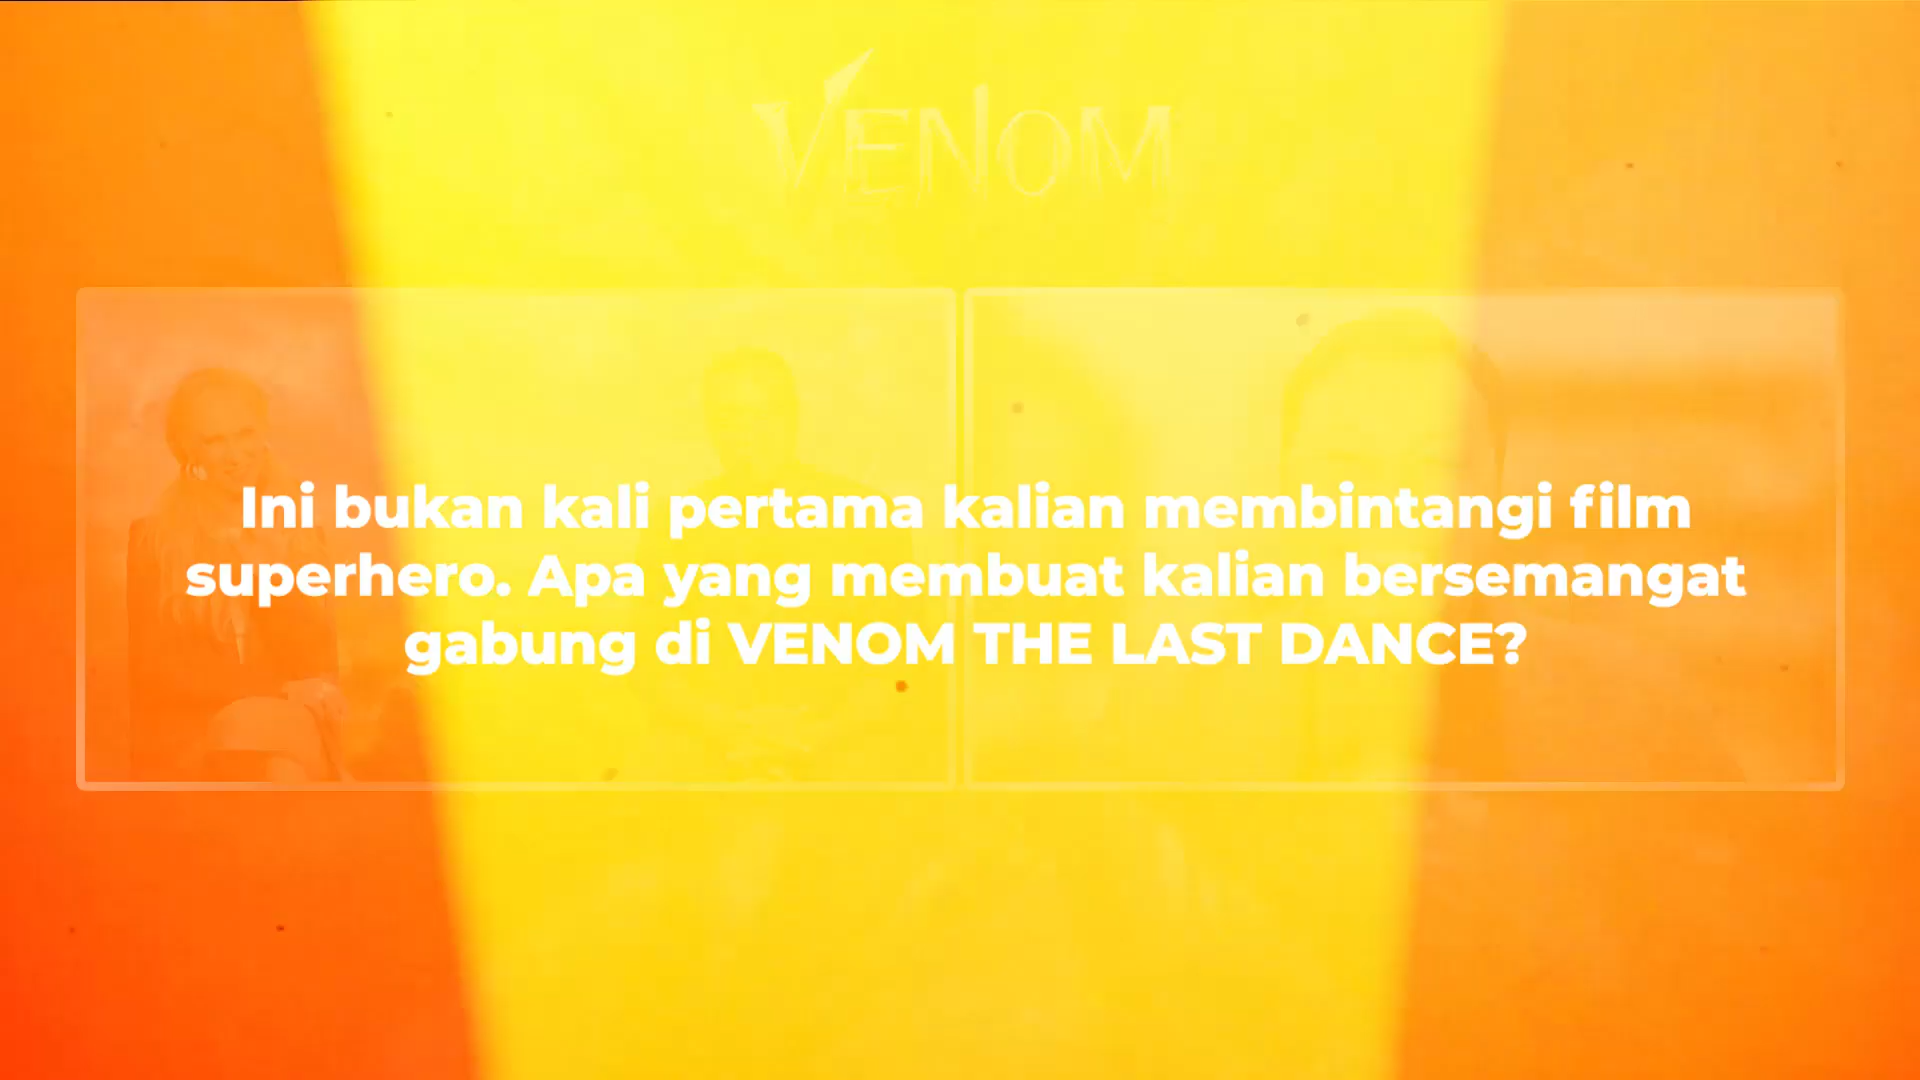 VENOM
Ini bukan kali pertama kalian membintangi film
superhero. Apa yang membuat kalian bersemangat
gabung di VENOM THE LAST DANCE?